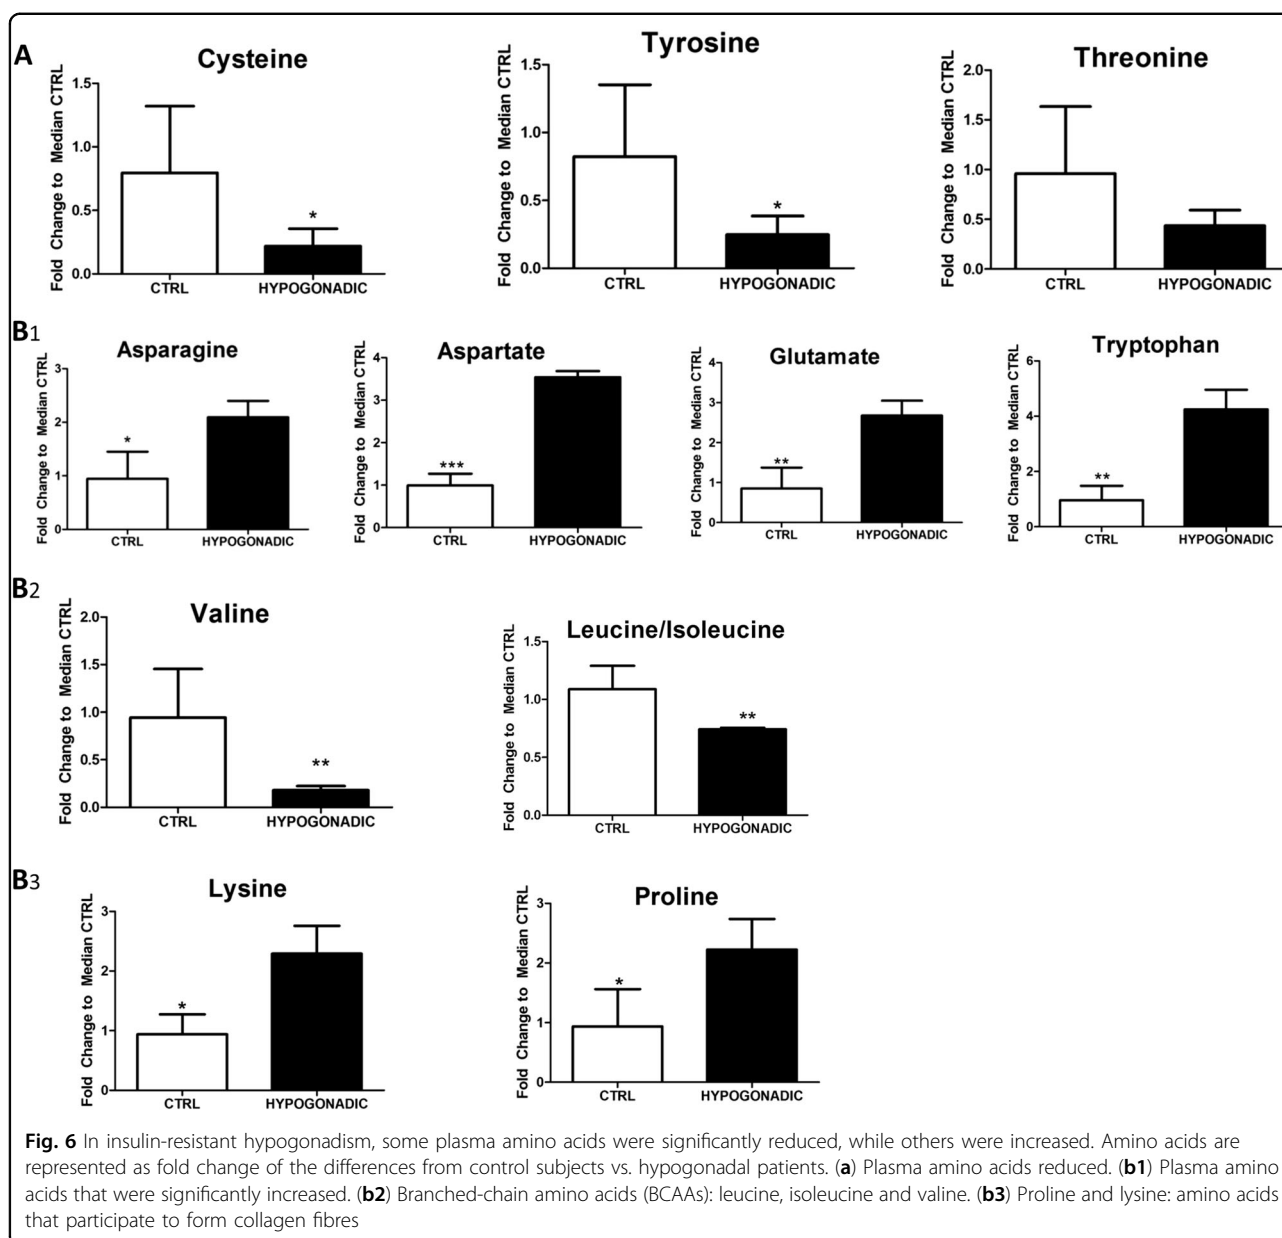 A
Cysteine
Fold Change to Median CTRL
1.5
1.0
0.5
0.0
*
CTRL
HYPOGONADIC
Tyrosine
Fold Change to Median CTRL
1.5
1.0
0.5
0.0
*
CTRL
HYPOGONADIC
Threonine
Fold Change to Median CTRL
2.0
1.5
1.0
0.5
0.0
CTRL
HYPOGONADIC
B1
Asparagine
Fold Change to Median CTRL
3
2
1
0
*
CTRL
HYPOGONADIC
Aspartate
Fold Change to Median CTRL
4
3
2
1
0
***
CTRL
HYPOGONADIC
Glutamate
Fold Change to Median CTRL
4
3
2
1
0
**
CTRL
HYPOGONADIC
Tryptophan
Fold Change to Median CTRL
6
4
2
0
**
CTRL
HYPOGONADIC
B2
Valine
Fold Change to Median CTRL
2.0
1.5
1.0
0.5
0.0
**
CTRL
HYPOGONADIC
Leucine/Isoleucine
Fold Change to Median CTRL
1.5
1.0
0.5
0.0
**
CTRL
HYPOGONADIC
B3
Lysine
Fold Change to Median CTRL
3
2
1
0
*
CTRL
HYPOGONADIC
Proline
Fold Change to Median CTRL
3
2
1
0
*
CTRL
HYPOGONADIC
Fig. 6 In insulin-resistant hypogonadism, some plasma amino acids were significantly reduced, while others were increased. Amino acids are
represented as fold change of the differences from control subjects vs. hypogonadal patients. (a) Plasma amino acids reduced. (b1) Plasma amino
acids that were significantly increased. (b2) Branched-chain amino acids (BCAAs): leucine, isoleucine and valine. (b3) Proline and lysine: amino acids
that participate to form collagen fibres